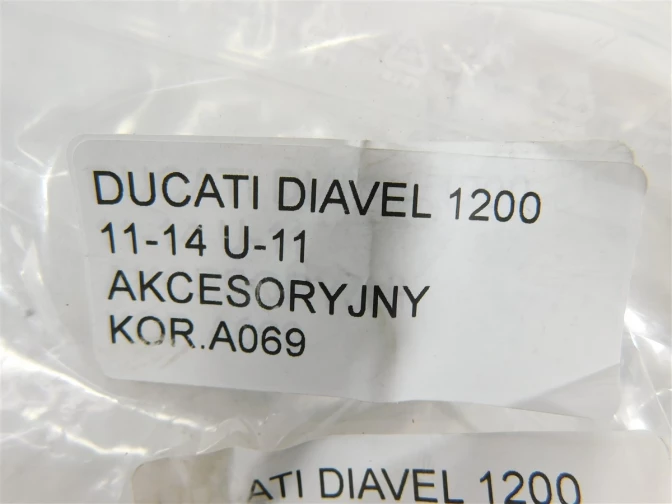 DUCATI DIAVEL 1200
11-14 U-11
AKCESORYJNY
KOR.A069
ATI DIAVEL 1200